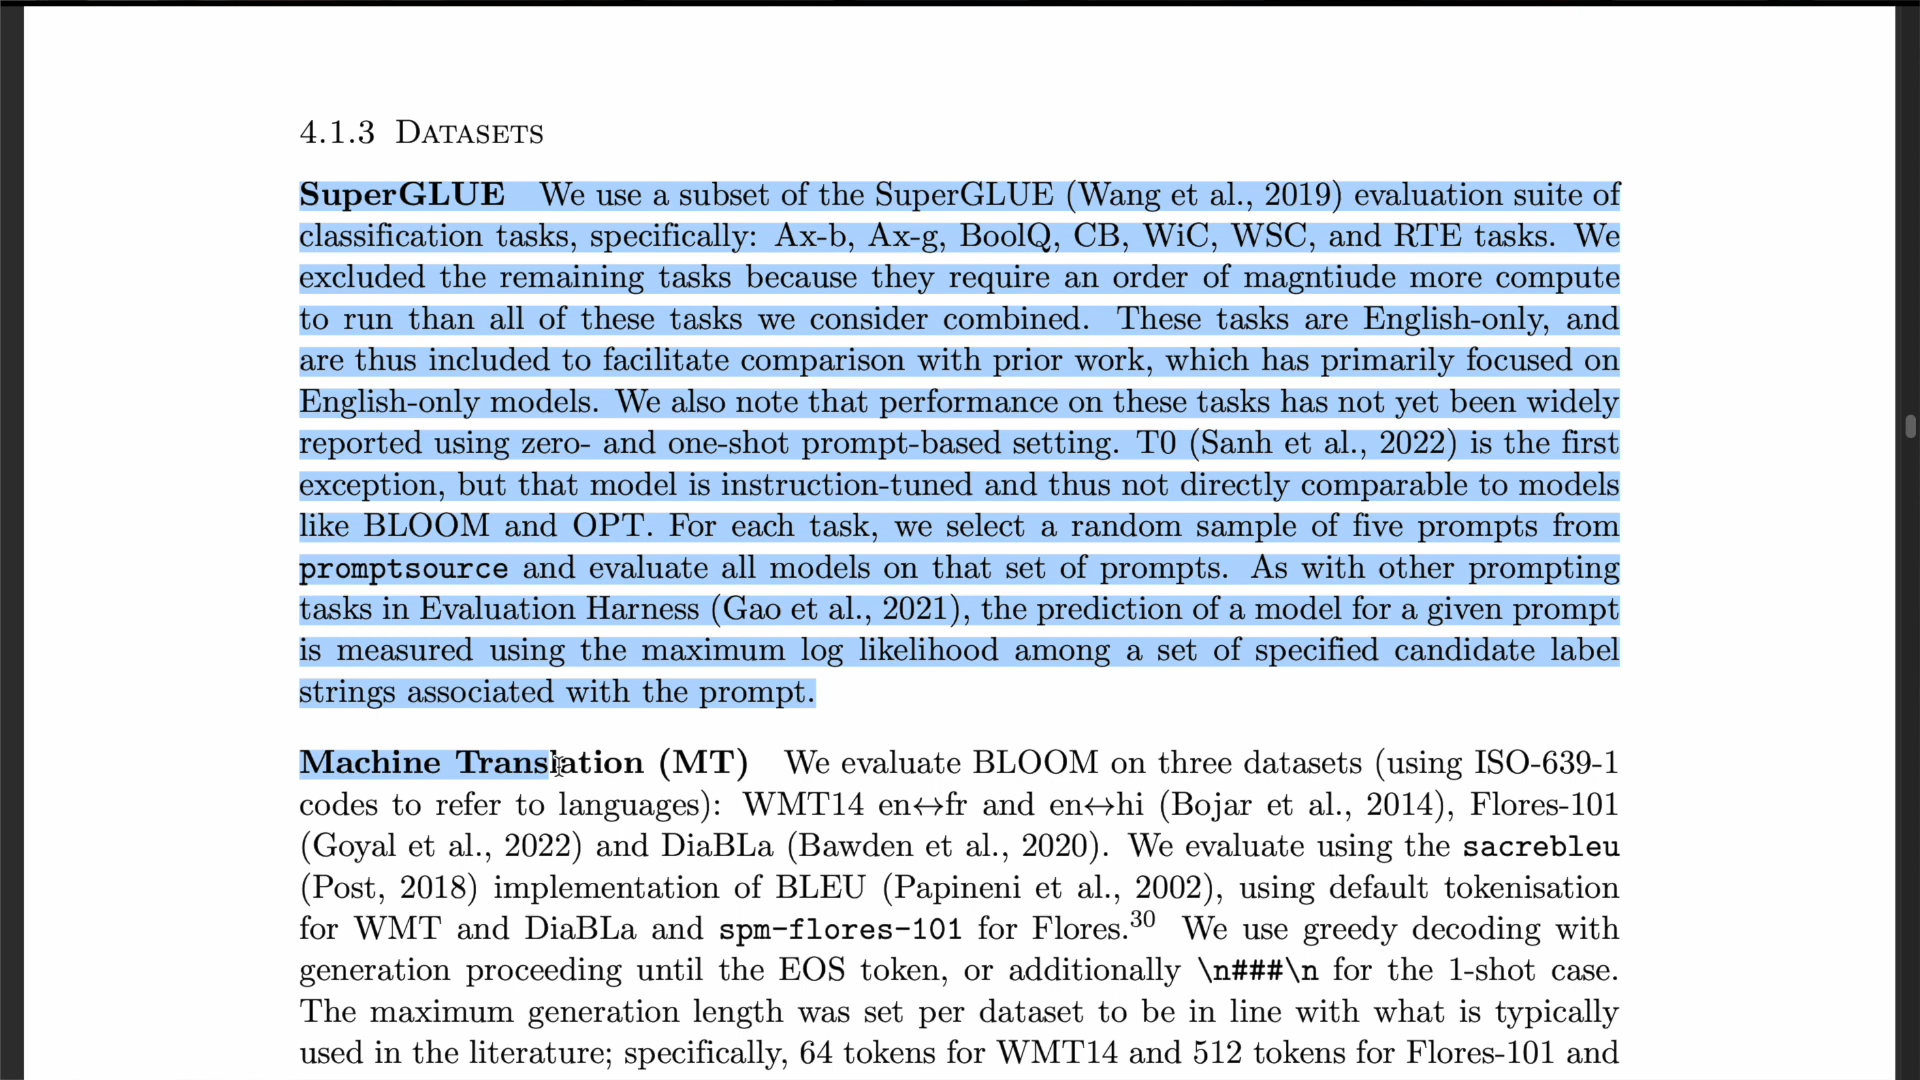 4.1.3 Datasets
SuperGLUE We use a subset of the SuperGLUE (Wang et al., 2019) evaluation suite of
classification tasks, specifically: Ax-b, Ax-g, BoolQ, CB, WiC, WSC, and RTE tasks. We
excluded the remaining tasks because they require an order of magntiude more compute
to run than all of these tasks we consider combined. These tasks are English-only, and
are thus included to facilitate comparison with prior work, which has primarily focused on
English-only models. We also note that performance on these tasks has not yet been widely
reported using zero- and one-shot prompt-based setting. T0 (Sanh et al., 2022) is the first
exception, but that model is instruction-tuned and thus not directly comparable to models
like BLOOM and OPT. For each task, we select a random sample of five prompts from
promptsource and evaluate all models on that set of prompts. As with other prompting
tasks in Evaluation Harness (Gao et al., 2021), the prediction of a model for a given prompt
is measured using the maximum log likelihood among a set of specified candidate label
strings associated with the prompt.
Machine Translation (MT) We evaluate BLOOM on three datasets (using ISO-639-1
codes to refer to languages): WMT14 en↔fr and en↔hi (Bojar et al., 2014), Flores-101
(Goyal et al., 2022) and DiaBLa (Bawden et al., 2020). We evaluate using the sacrebleu
(Post, 2018) implementation of BLEU (Papineni et al., 2002), using default tokenisation
for WMT and DiaBLa and spm-flores-101 for Flores.30 We use greedy decoding with
generation proceeding until the EOS token, or additionally \n###\n for the 1-shot case.
The maximum generation length was set per dataset to be in line with what is typically
used in the literature; specifically, 64 tokens for WMT14 and 512 tokens for Flores-101 and